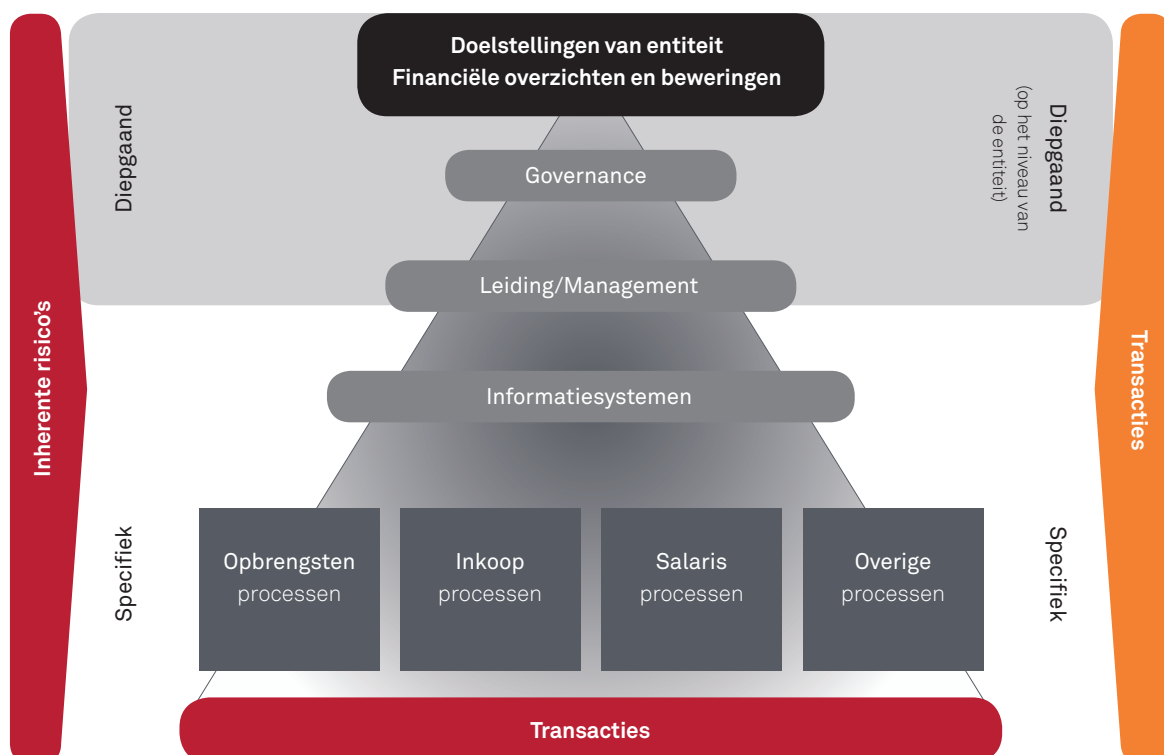 Doelstellingen van entiteit
Financiële overzichten en beweringen
Diepgaand
Diepgaand
(op het niveau van
de entiteit)
Governance
Leiding/Management
Inherente risico's
Transacties
Informatiesystemen
Specifiek
Opbrengsten
processen
Inkoop
processen
Salaris
processen
Overige
processen
Specifiek
Transacties